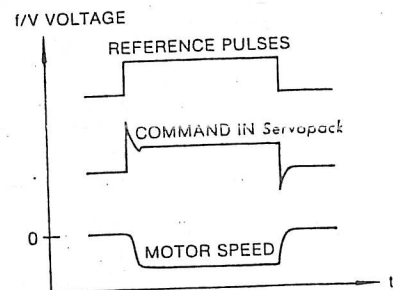 f/V VOLTAGE
REFERENCE PULSES
COMMAND IN Servopack
0
MOTOR SPEED
t